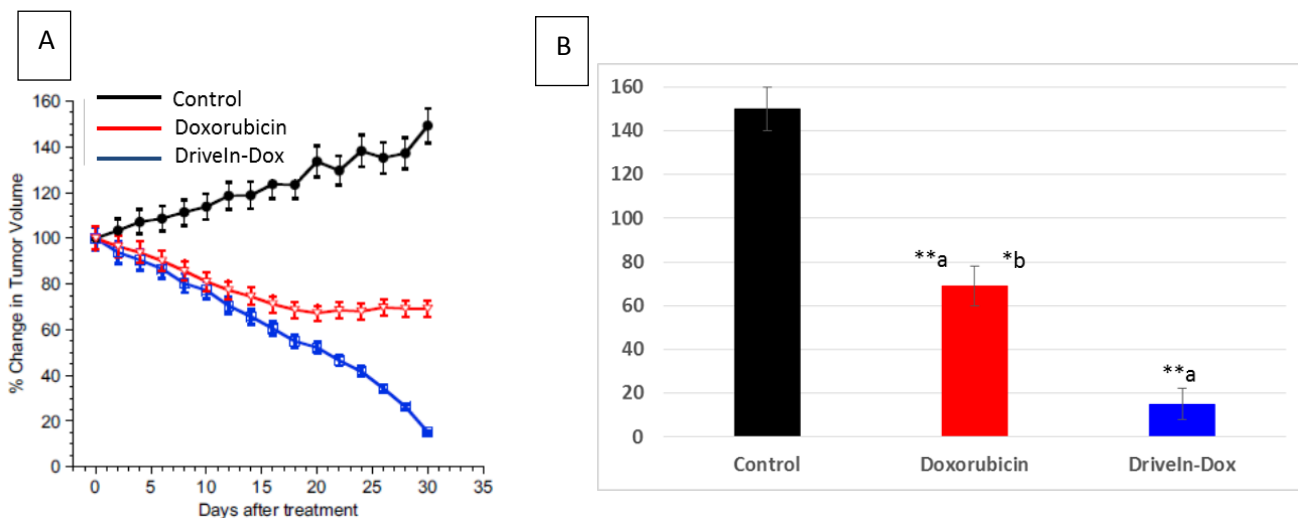 A
Control
Doxorubicin
DriveIn-Dox
% Change in Tumor Volume
160
140
120
100
80
60
40
20
0
0 5 10 15 20 25 30 35
Days after treatment
B
160
140
120
100
80
60
40
20
0
**a *b
**a
Control Doxorubicin DriveIn-Dox